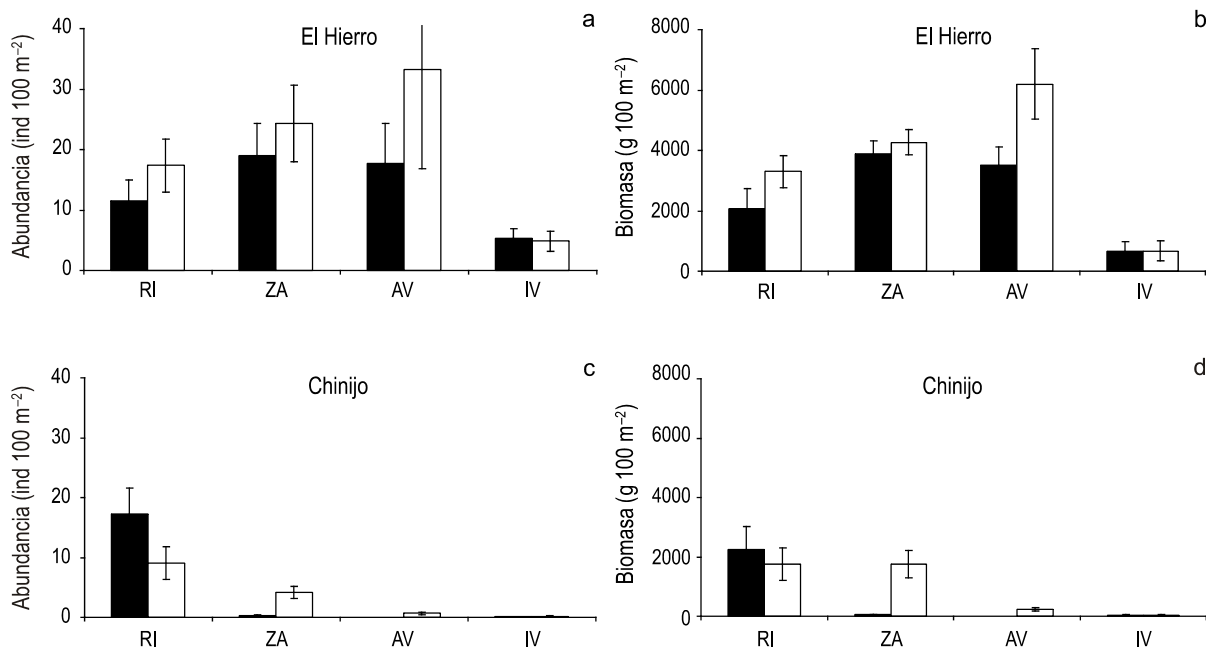 a
El Hierro
Abundancia (ind 100 m⁻²)
40
30
20
10
0
RI ZA AV IV
b
El Hierro
Biomasa (g 100 m⁻²)
8000
6000
4000
2000
0
RI ZA AV IV
c
Chinijo
Abundancia (ind 100 m⁻²)
40
30
20
10
0
RI ZA AV IV
d
Chinijo
Biomasa (g 100 m⁻²)
8000
6000
4000
2000
0
RI ZA AV IV